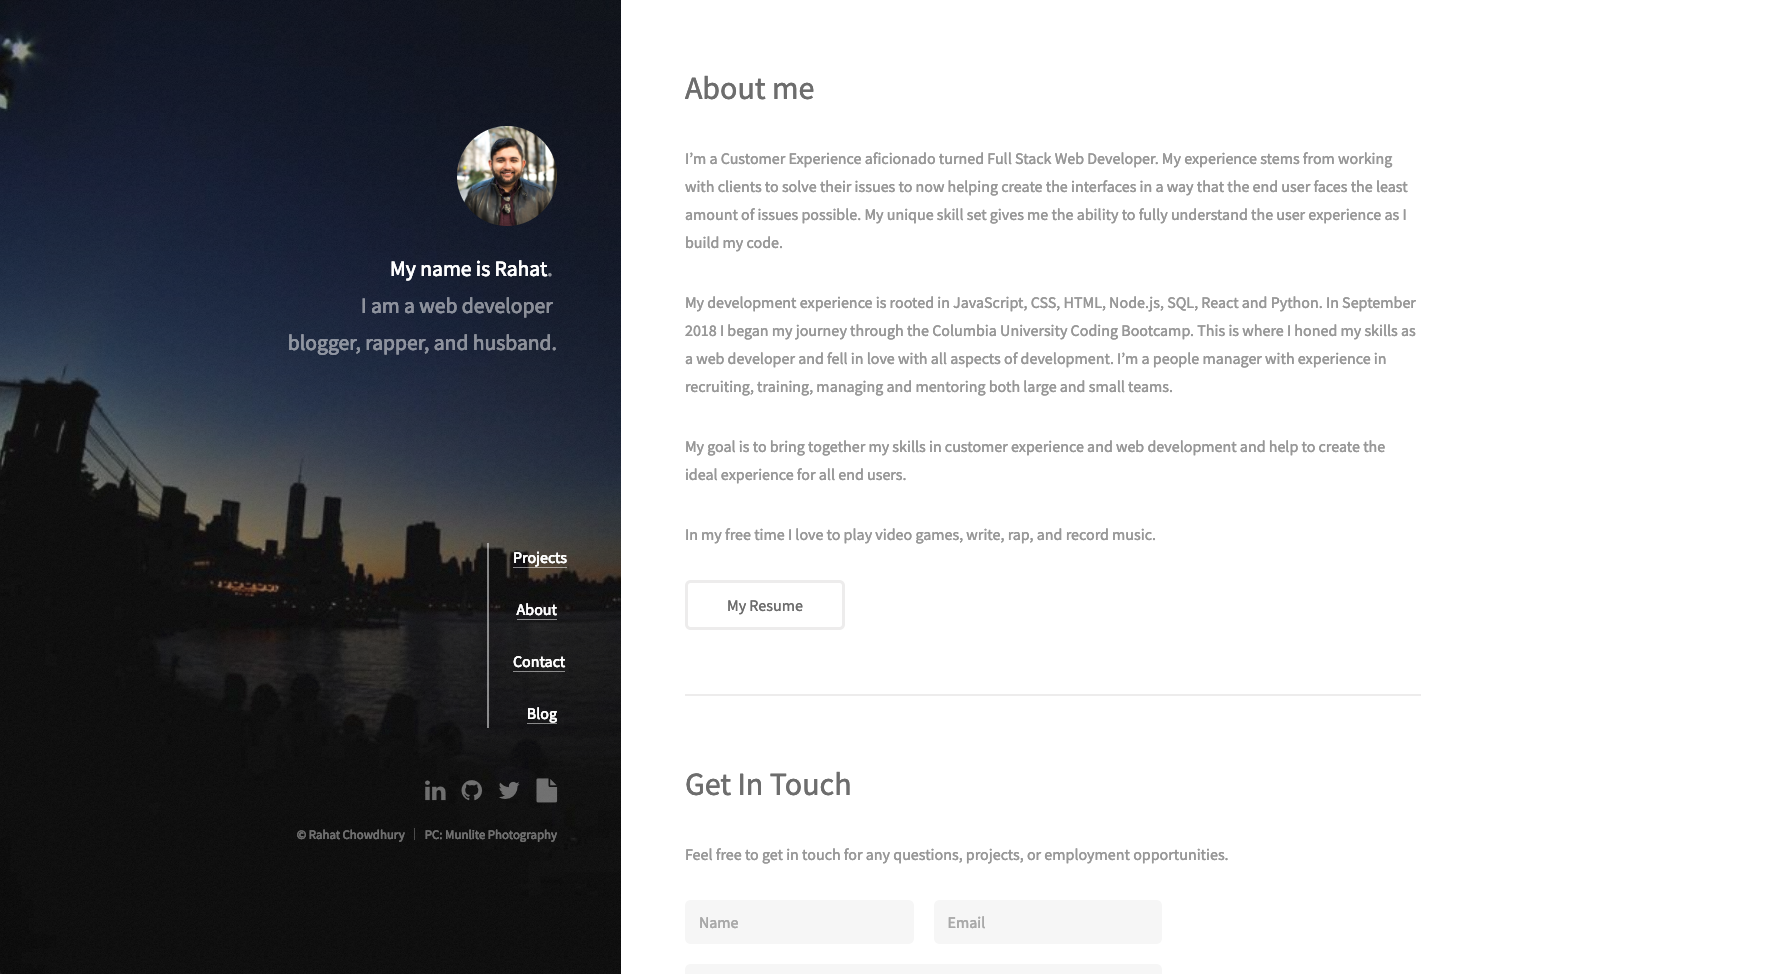 My name is Rahat.
I am a web developer
blogger, rapper, and husband.
Projects
About
Contact
Blog
© Rahat Chowdhury | PC: Munlite Photography
About me
I’m a Customer Experience aficionado turned Full Stack Web Developer. My experience stems from working
with clients to solve their issues to now helping create the interfaces in a way that the end user faces the least
amount of issues possible. My unique skill set gives me the ability to fully understand the user experience as I
build my code.
My development experience is rooted in JavaScript, CSS, HTML, Node.js, SQL, React and Python. In September
2018 I began my journey through the Columbia University Coding Bootcamp. This is where I honed my skills as
a web developer and fell in love with all aspects of development. I’m a people manager with experience in
recruiting, training, managing and mentoring both large and small teams.
My goal is to bring together my skills in customer experience and web development and help to create the
ideal experience for all end users.
In my free time I love to play video games, write, rap, and record music.
My Resume
Get In Touch
Feel free to get in touch for any questions, projects, or employment opportunities.
Name
Email